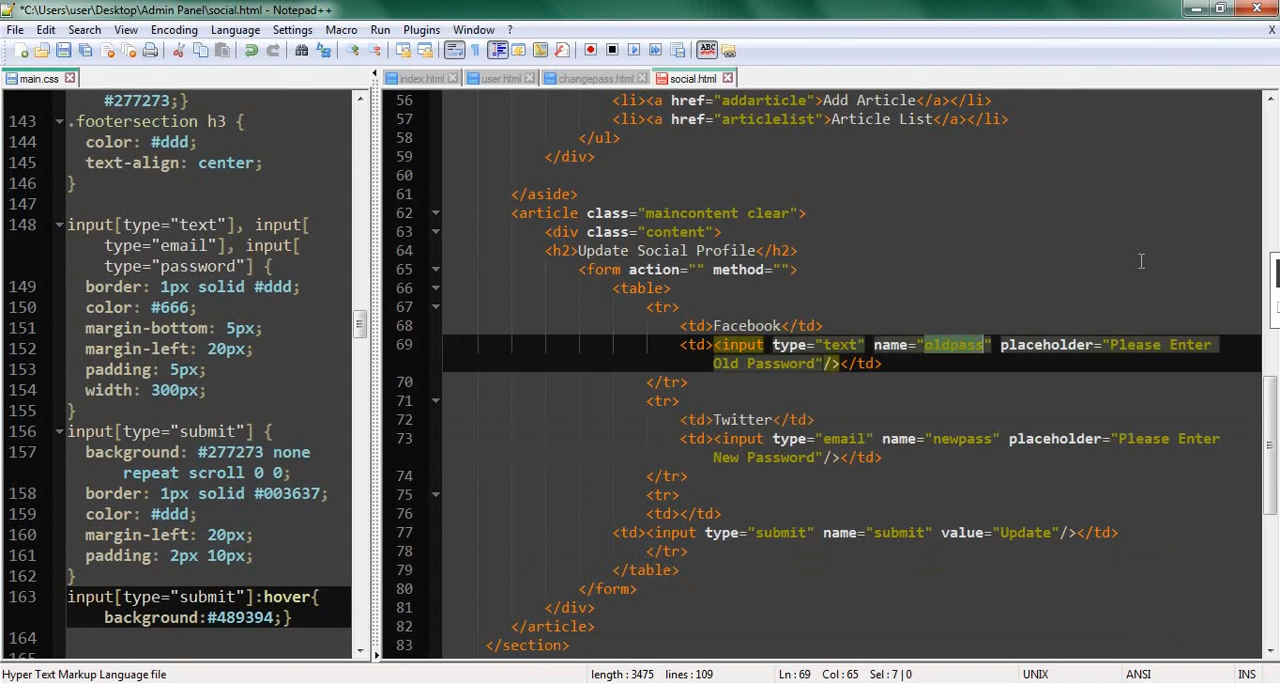 *C:\Users\user\Desktop\Admin Panel\social.html - Notepad++
File Edit Search View Encoding Language Settings Macro Run Plugins Window ? X
ABC
main.css index.html user.html changepass.html social.html
#277273;}
143 .footersection h3 {
144 color: #ddd;
145 text-align: center;
146 }
147
148 input[type="text"], input[
type="email"], input[
type="password"] {
149 border: 1px solid #ddd;
150 color: #666;
151 margin-bottom: 5px;
152 margin-left: 20px;
153 padding: 5px;
154 width: 300px;
155 }
156 input[type="submit"] {
157 background: #277273 none
repeat scroll 0 0;
158 border: 1px solid #003637;
159 color: #ddd;
160 margin-left: 20px;
161 padding: 2px 10px;
162 }
163 input[type="submit"]:hover{
background:#489394;}
164
165
56 <li><a href="addarticle">Add Article</a></li>
57 <li><a href="articlelist">Article List</a></li>
58 </ul>
59 </div>
60
61 </aside>
62 <article class="maincontent clear">
63 <div class="content">
64 <h2>Update Social Profile</h2>
65 <form action="" method="">
66 <table>
67 <tr>
68 <td>Facebook</td>
69 <td><input type="text" name="oldpass" placeholder="Please Enter
Old Password"/></td>
70 </tr>
71 <tr>
72 <td>Twitter</td>
73 <td><input type="email" name="newpass" placeholder="Please Enter
New Password"/></td>
74 </tr>
75 <tr>
76 <td></td>
77 <td><input type="submit" name="submit" value="Update"/></td>
78 </tr>
79 </table>
80 </form>
81 </div>
82 </article>
83 </section>
Hyper Text Markup Language file length : 3475 lines : 109 Ln : 69 Col : 65 Sel : 7 | 0 UNIX ANSI INS